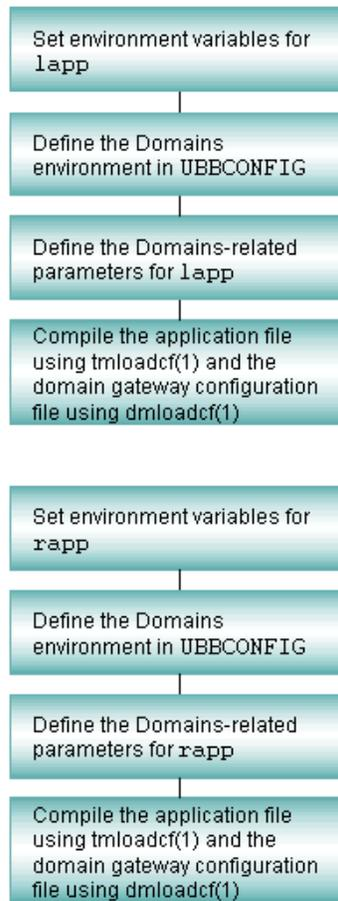 Set environment variables for
lapp
Define the Domains
environment in UBBCONFIG
Define the Domains-related
parameters for lapp
Compile the application file
using tmloadcf(1) and the
domain gateway configuration
file using dmloadcf(1)
Set environment variables for
rapp
Define the Domains
environment in UBBCONFIG
Define the Domains-related
parameters for rapp
Compile the application file
using tmloadcf(1) and the
domain gateway configuration
file using dmloadcf(1)